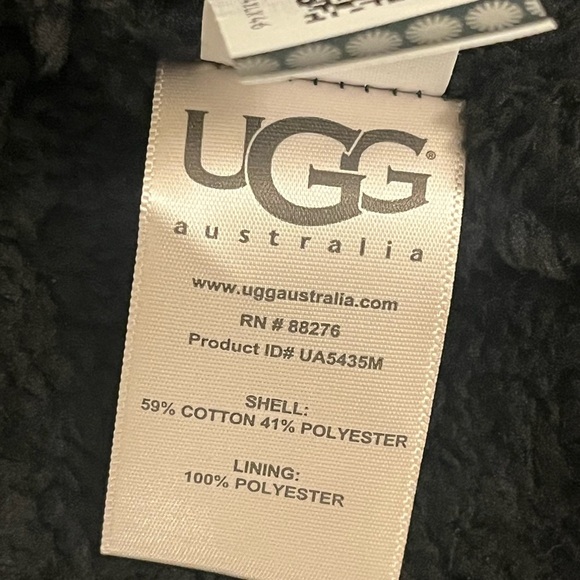 UGG®
australia
www.uggaustralia.com
RN # 88276
Product ID# UA5435M
SHELL:
59% COTTON 41% POLYESTER
LINING:
100% POLYESTER